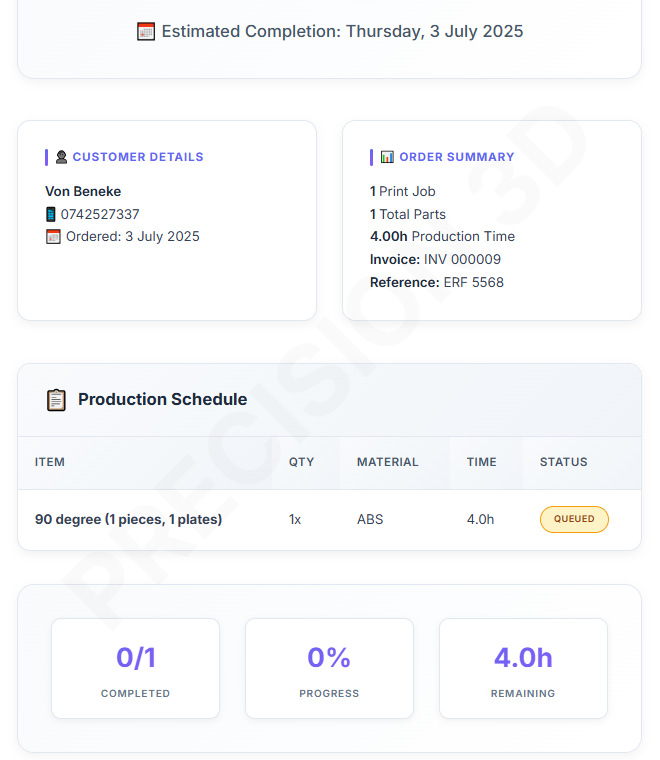 Estimated Completion: Thursday, 3 July 2025
CUSTOMER DETAILS
Von Beneke
0742527337
Ordered: 3 July 2025
ORDER SUMMARY
1 Print Job
1 Total Parts
4.00h Production Time
Invoice: INV 000009
Reference: ERF 5568
Production Schedule
ITEM QTY MATERIAL TIME STATUS
90 degree (1 pieces, 1 plates) 1x ABS 4.0h QUEUED
0/1 0% 4.0h
COMPLETED PROGRESS REMAINING
PRECISION 3D